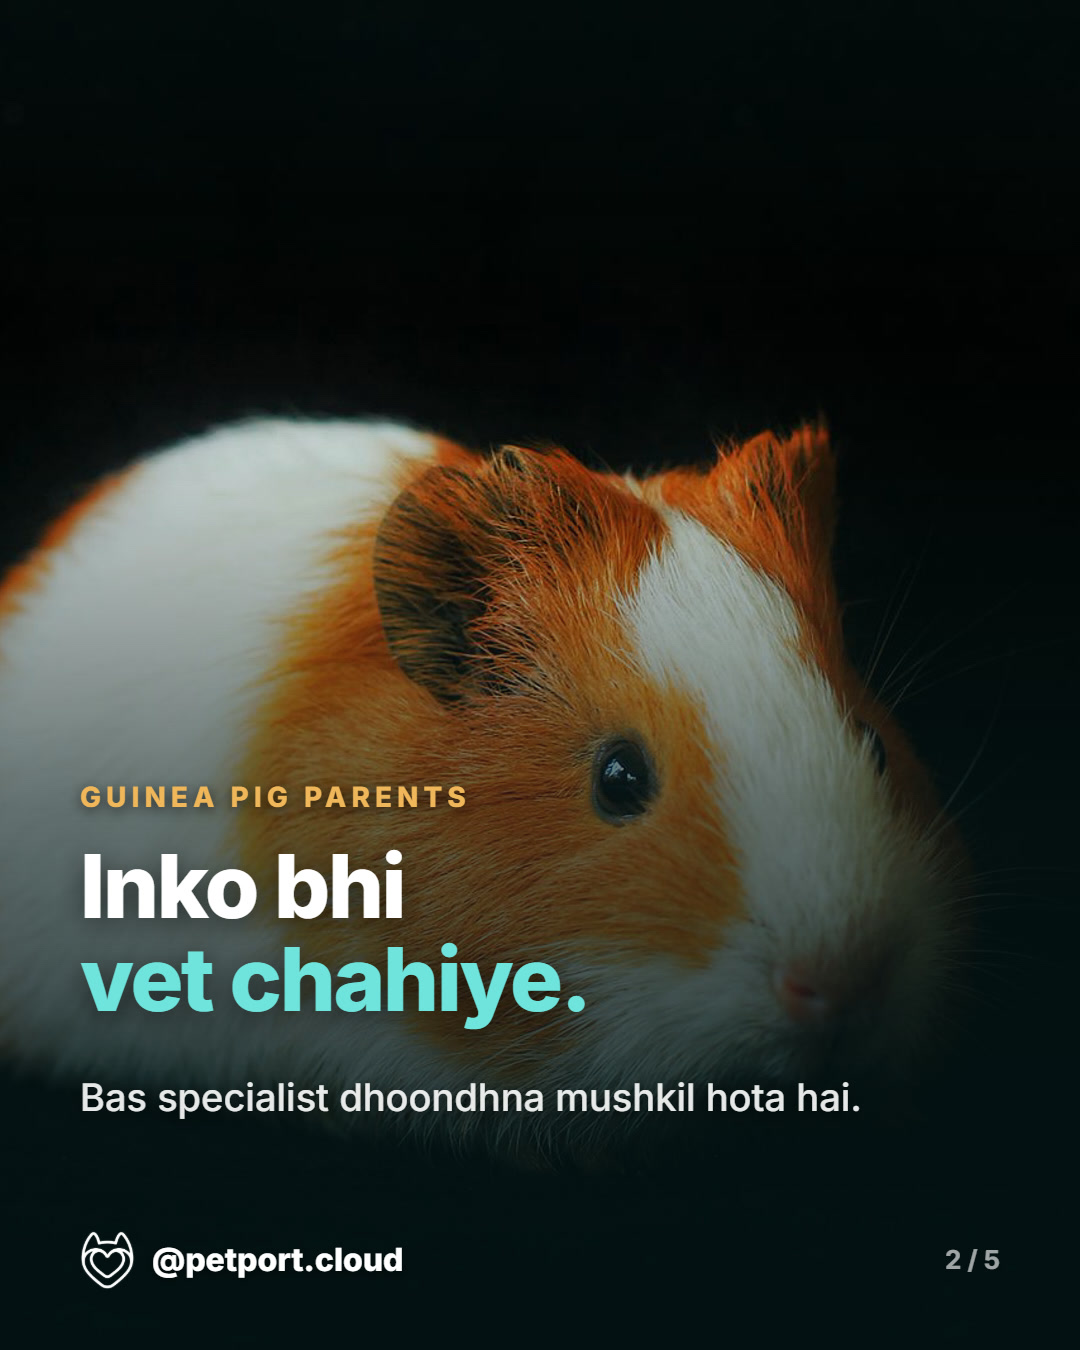 GUINEA PIG PARENTS
Inko bhi
vet chahiye.
Bas specialist dhoondhna mushkil hota hai.
@petport.cloud
2 / 5